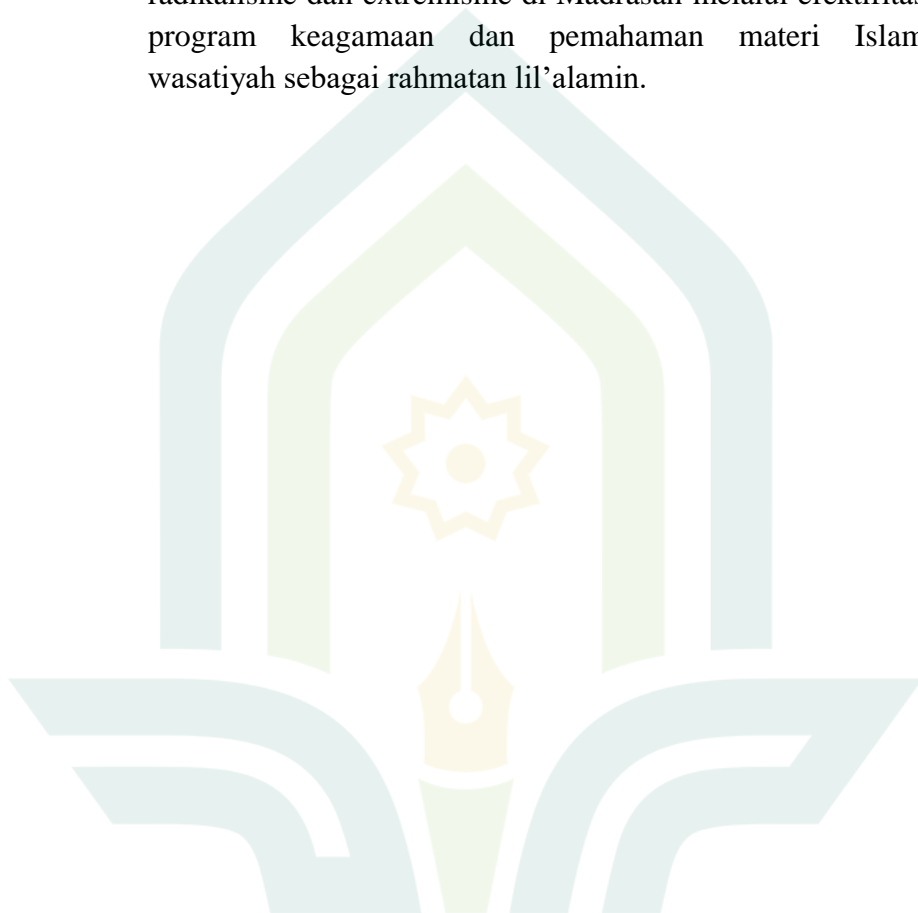 radikalisme dan extremisme di Madrasah melalui efektifitas
program keagamaan dan pemahaman materi Islam
wasatiyah sebagai rahmatan lil’alamin.